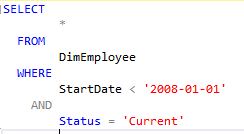 SELECT
*
FROM
DimEmployee
WHERE
StartDate < '2008-01-01'
AND
Status = 'Current'